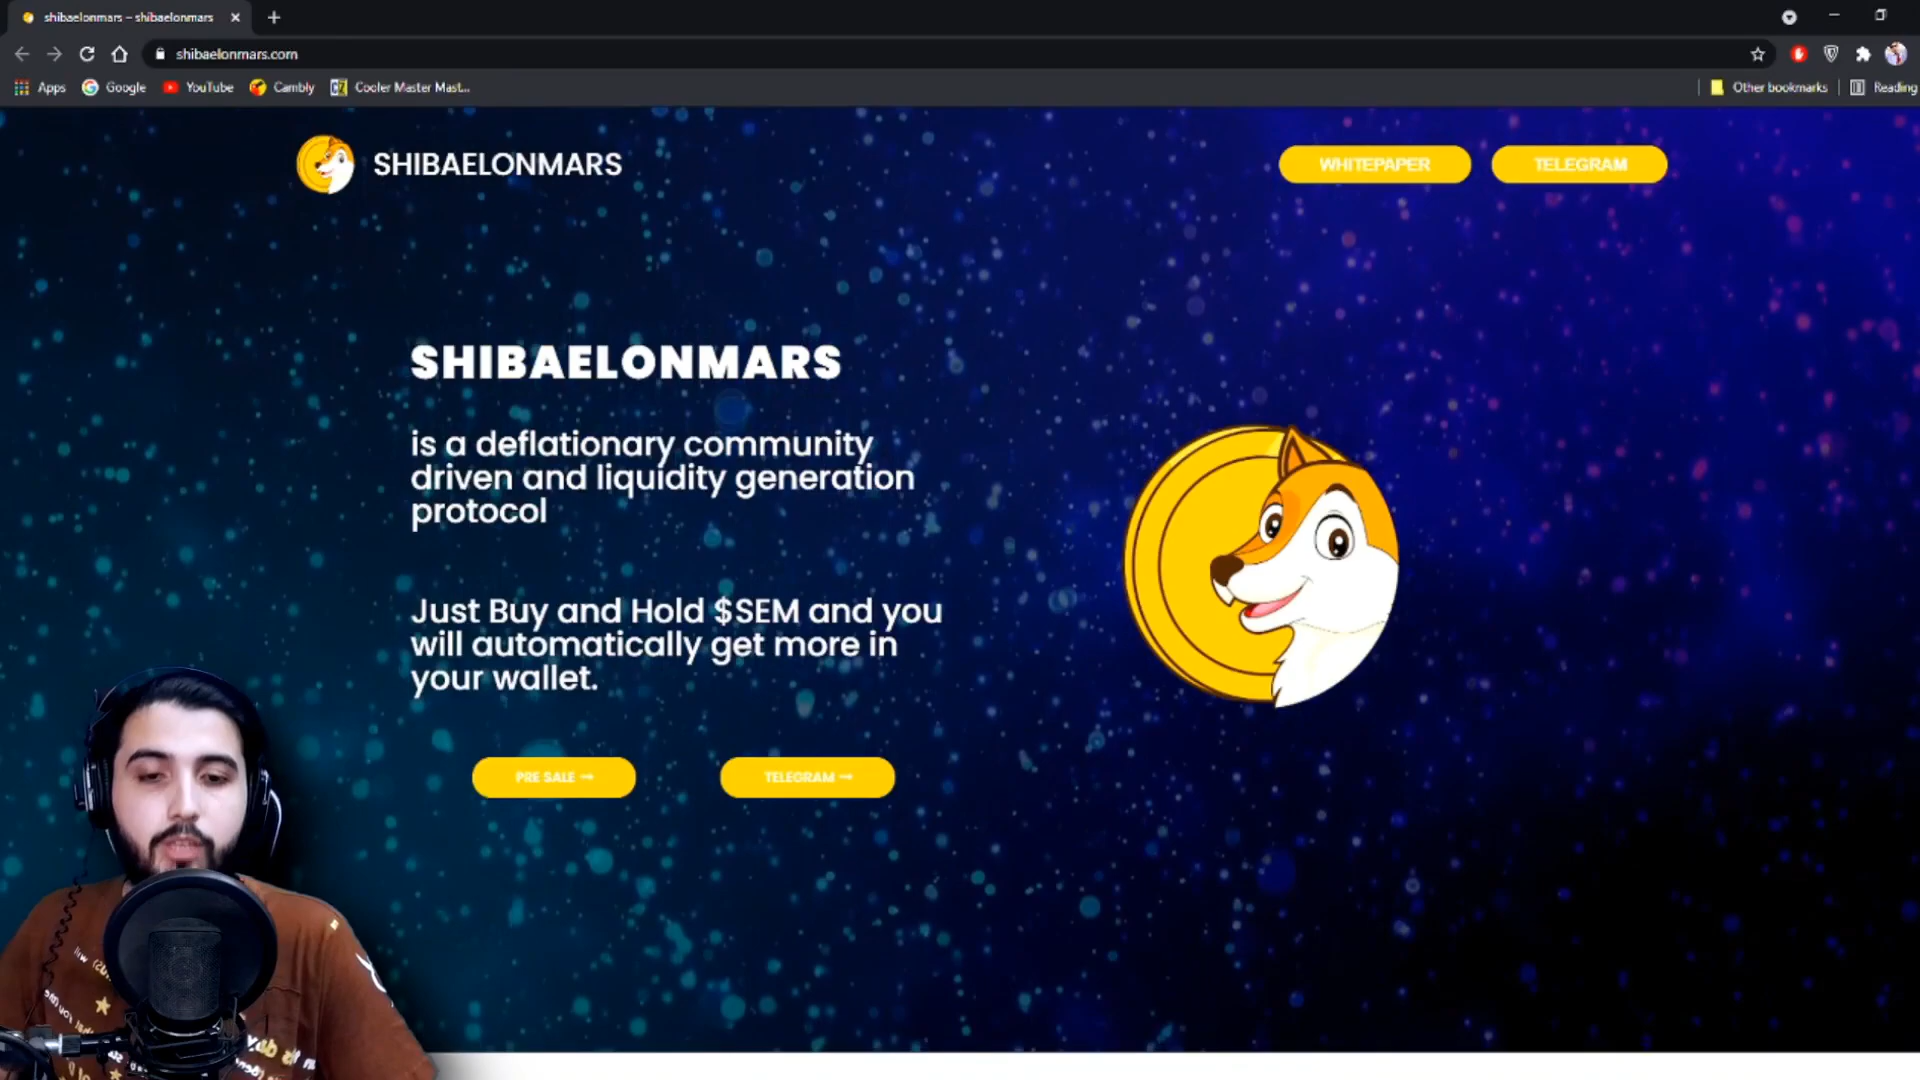 shibaelonmars – shibaelonmars
shibaelonmars.com
Apps
Google
YouTube
Cambly
Cooler Master Mast...
Other bookmarks
Reading
SHIBAELONMARS
WHITEPAPER
TELEGRAM
SHIBAELONMARS
is a deflationary community
driven and liquidity generation
protocol
Just Buy and Hold $SEM and you
will automatically get more in
your wallet.
PRE SALE →
TELEGRAM →